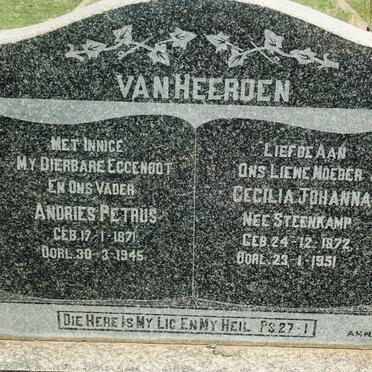 VAN HEERDEN
MET INNIGE
MY DIERBARE EGGENOOT
EN ONS VADER
ANDRIES PETRUS
GEB. 17-1-1871
OORL. 30-3-1945.
LIEFDE AAN
ONS LIEWE MOEDER
CECILIA JOHANNA
NEE STEENKAMP
GEB. 24-12-1872
OORL. 23-1-1951.
DIE HERE IS MY LIG EN MY HEIL PS 27-1
ANN